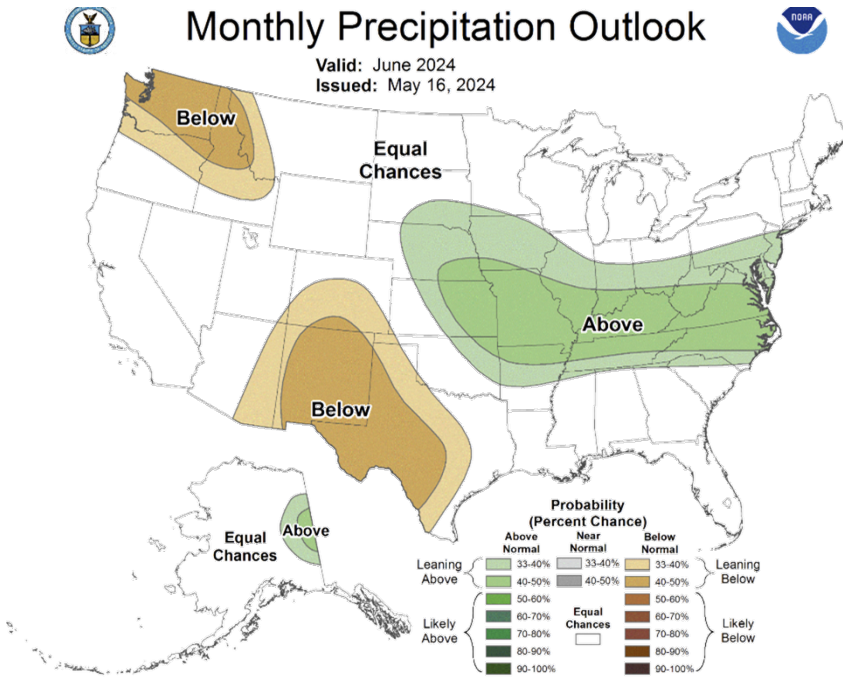 Monthly Precipitation Outlook
NOAA
Valid: June 2024
Issued: May 16, 2024
Below
Equal
Chances
Above
Below
Equal
Chances
Above
Probability
(Percent Chance)
Above
Normal
Near
Normal
Below
Normal
Leaning
Above
33-40%
33-40%
33-40%
Leaning
Below
40-50%
40-50%
40-50%
Likely
Above
50-60%
60-70%
70-80%
80-90%
90-100%
Equal
Chances
50-60%
60-70%
70-80%
80-90%
90-100%
Likely
Below